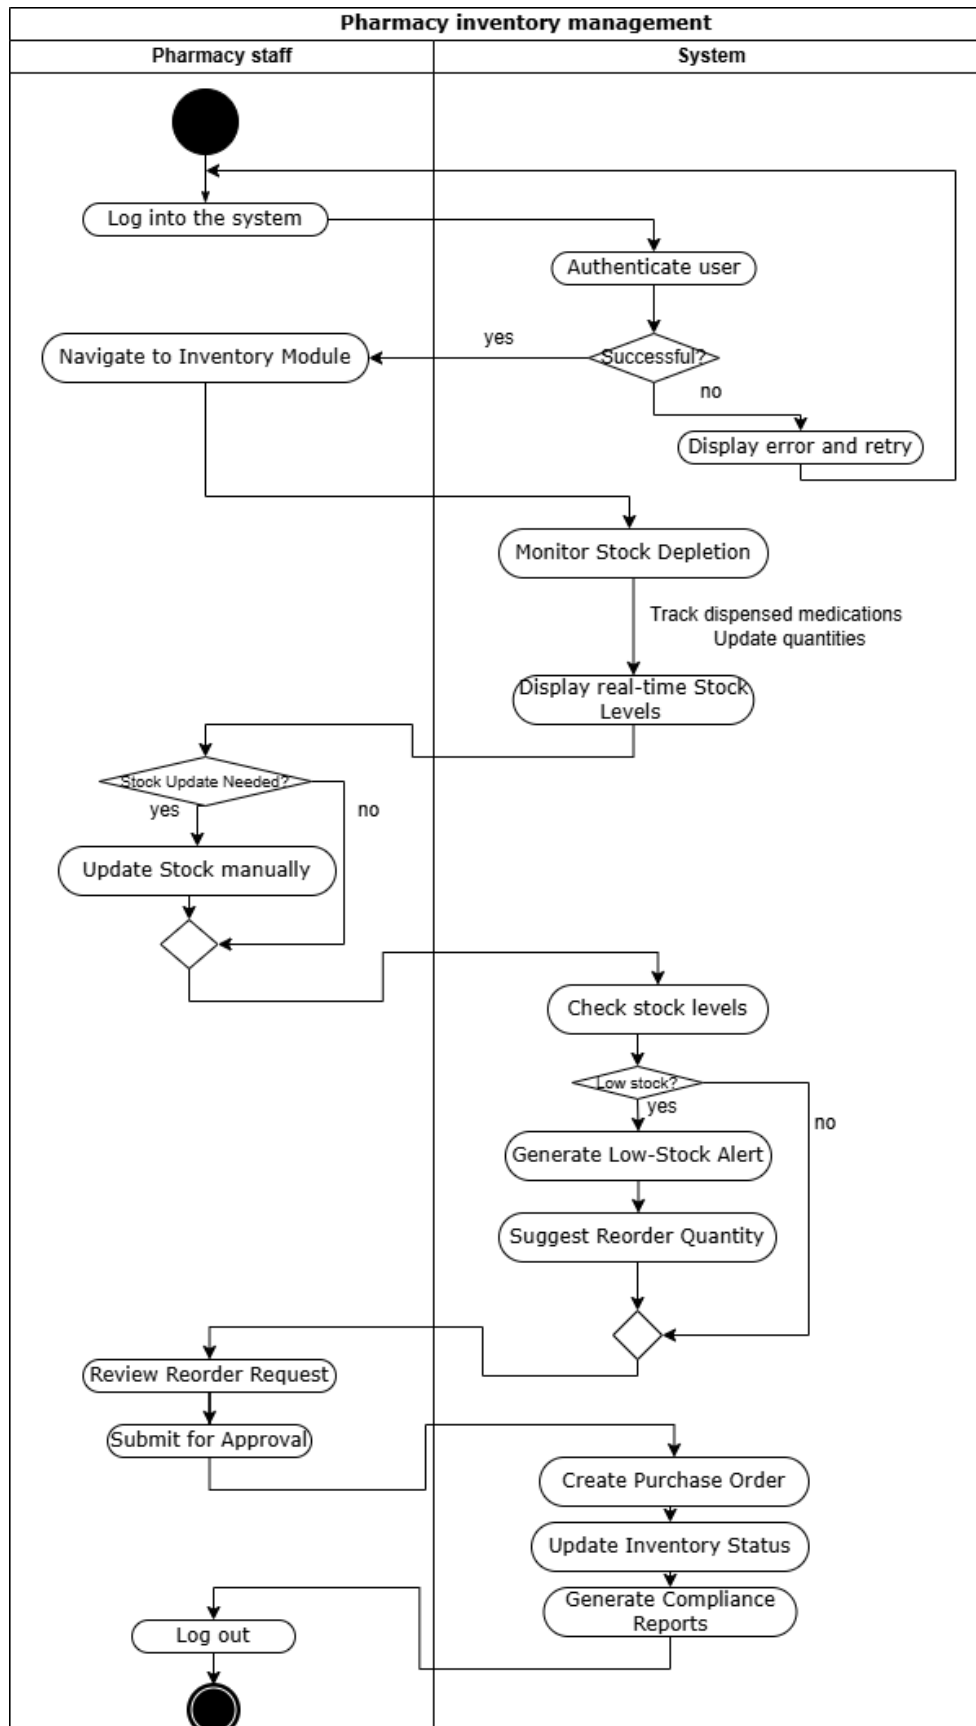 Pharmacy inventory management
Pharmacy staff
System
Log into the system
Authenticate user
Successful?
yes
Navigate to Inventory Module
no
Display error and retry
Monitor Stock Depletion
Track dispensed medications
Update quantities
Display real-time Stock
Levels
Stock Update Needed?
yes
no
Update Stock manually
Check stock levels
Low stock?
yes
no
Generate Low-Stock Alert
Suggest Reorder Quantity
Review Reorder Request
Submit for Approval
Create Purchase Order
Update Inventory Status
Generate Compliance
Reports
Log out